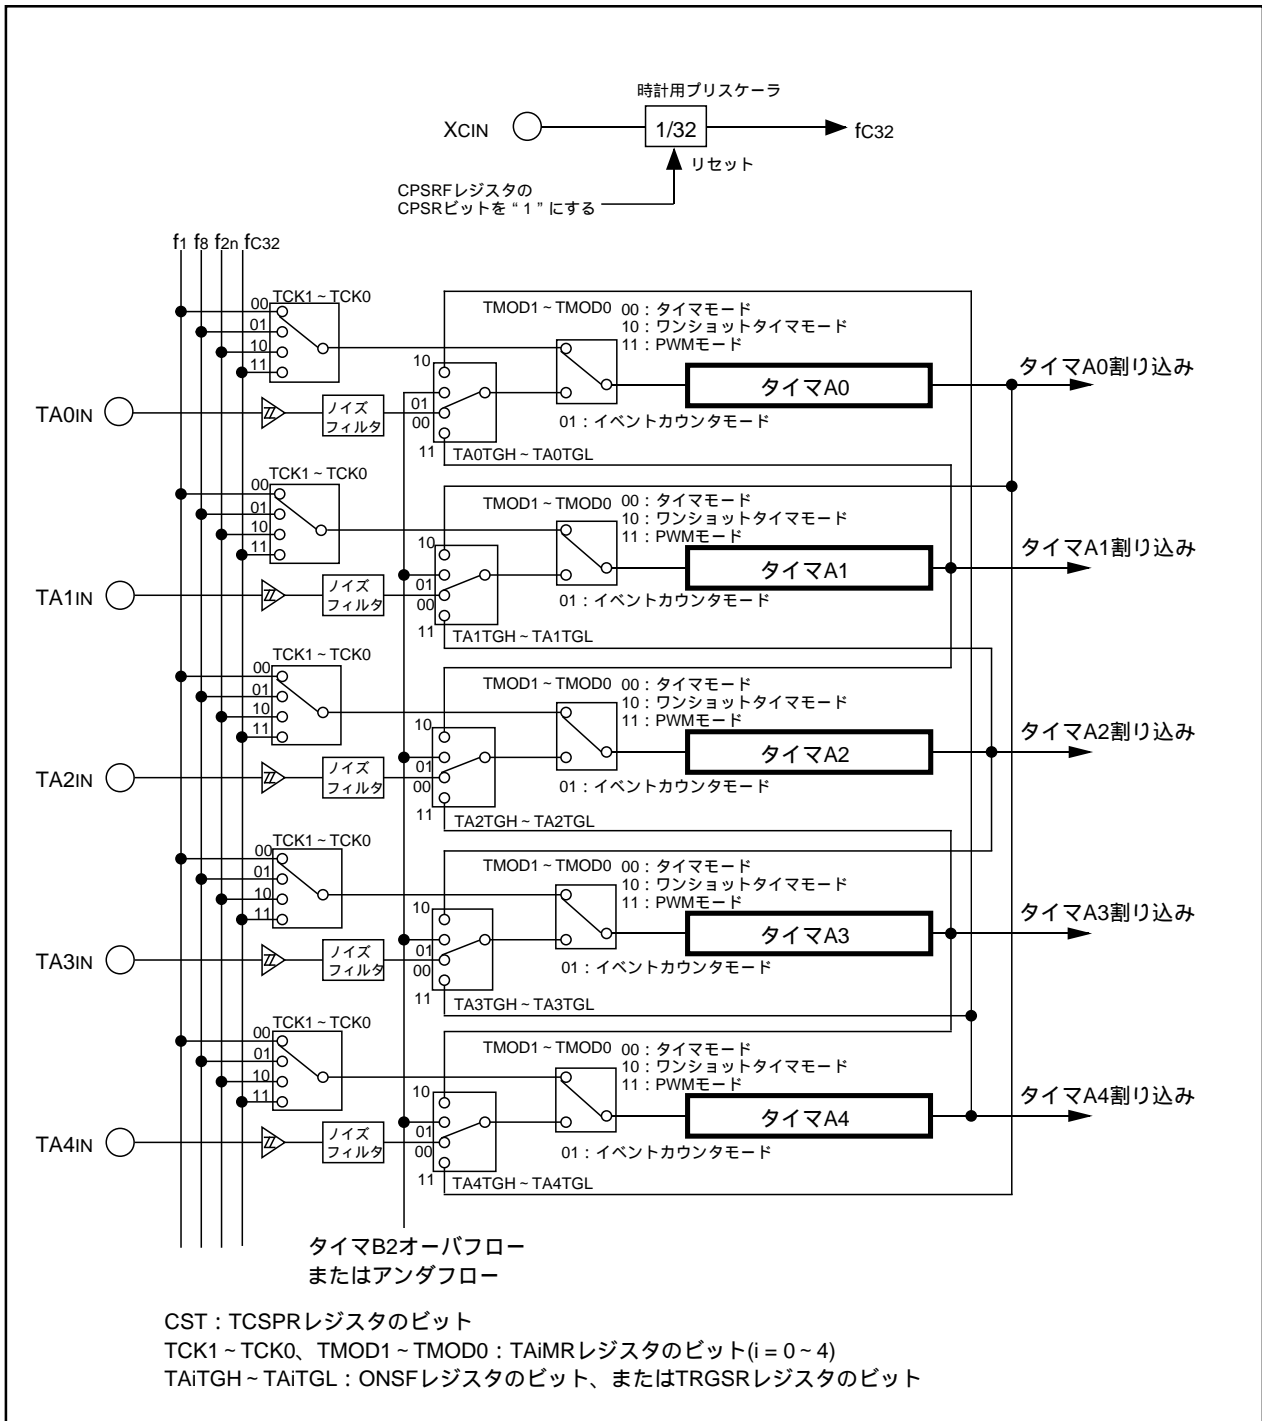 時計用プリスケーラ
XCIN 1/32 fC32
リセット
CPSRFレジスタの
CPSRビットを“1”にする
f1 f8 f2n fC32
TCK1～TCK0
00
01
10
11
TMOD1～TMOD0 00：タイマモード
10：ワンショットタイマモード
11：PWMモード
10
01
00
11
タイマA0
タイマA0割り込み
TA0IN
ノイズ
フィルタ
01：イベントカウンタモード
TA0TGH～TA0TGL
TCK1～TCK0
00
01
10
11
TMOD1～TMOD0 00：タイマモード
10：ワンショットタイマモード
11：PWMモード
10
01
00
11
タイマA1
タイマA1割り込み
TA1IN
ノイズ
フィルタ
01：イベントカウンタモード
TA1TGH～TA1TGL
TCK1～TCK0
00
01
10
11
TMOD1～TMOD0 00：タイマモード
10：ワンショットタイマモード
11：PWMモード
10
01
00
11
タイマA2
タイマA2割り込み
TA2IN
ノイズ
フィルタ
01：イベントカウンタモード
TA2TGH～TA2TGL
TCK1～TCK0
00
01
10
11
TMOD1～TMOD0 00：タイマモード
10：ワンショットタイマモード
11：PWMモード
10
01
00
11
タイマA3
タイマA3割り込み
TA3IN
ノイズ
フィルタ
01：イベントカウンタモード
TA3TGH～TA3TGL
TCK1～TCK0
00
01
10
11
TMOD1～TMOD0 00：タイマモード
10：ワンショットタイマモード
11：PWMモード
10
01
00
11
タイマA4
タイマA4割り込み
TA4IN
ノイズ
フィルタ
01：イベントカウンタモード
TA4TGH～TA4TGL
タイマB2オーバフロー
またはアンダフロー
CST：TCSPRレジスタのビット
TCK1～TCK0、TMOD1～TMOD0：TAiMRレジスタのビット(i = 0～4)
TAiTGH～TAiTGL：ONSFレジスタのビット、またはTRGSRレジスタのビット